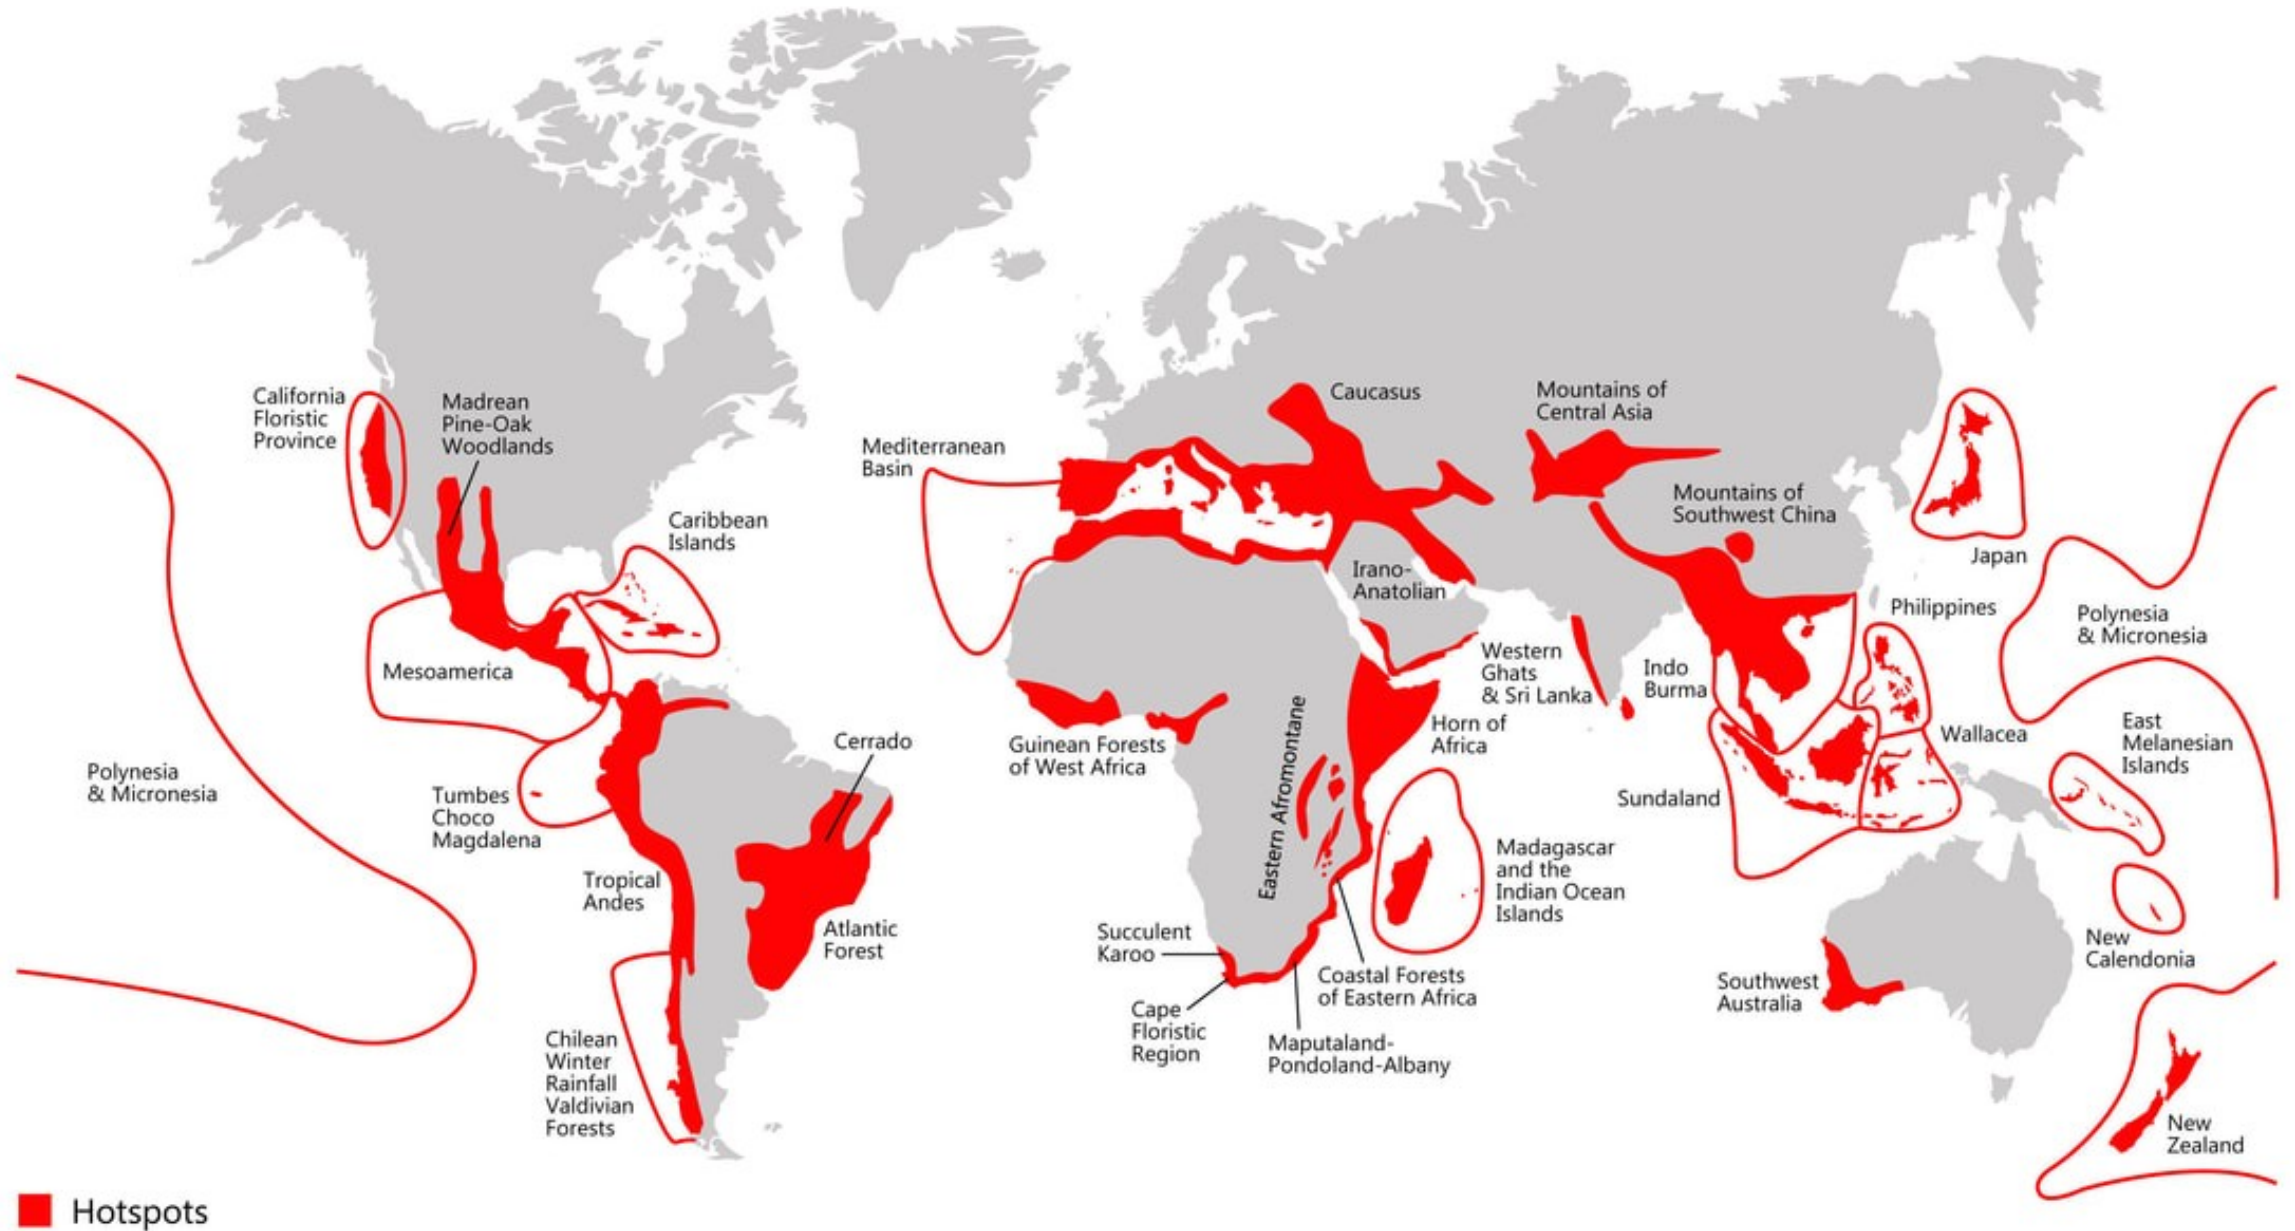 California
Floristic
Province
Madrean
Pine-Oak
Woodlands
Caribbean
Islands
Mesoamerica
Polynesia
& Micronesia
Tumbes
Choco
Magdalena
Tropical
Andes
Cerrado
Atlantic
Forest
Chilean
Winter
Rainfall
Valdivian
Forests
Mediterranean
Basin
Caucasus
Mountains of
Central Asia
Mountains of
Southwest China
Irano-
Anatolian
Japan
Philippines
Polynesia
& Micronesia
Western
Ghats
& Sri Lanka
Indo
Burma
Horn of
Africa
Guinean Forests
of West Africa
Eastern Afromontane
Wallacea
East
Melanesian
Islands
Sundaland
Madagascar
and the
Indian Ocean
Islands
Succulent
Karoo
Coastal Forests
of Eastern Africa
Cape
Floristic
Region
Maputaland-
Pondoland-Albany
Southwest
Australia
New
Calendonia
New
Zealand
Hotspots